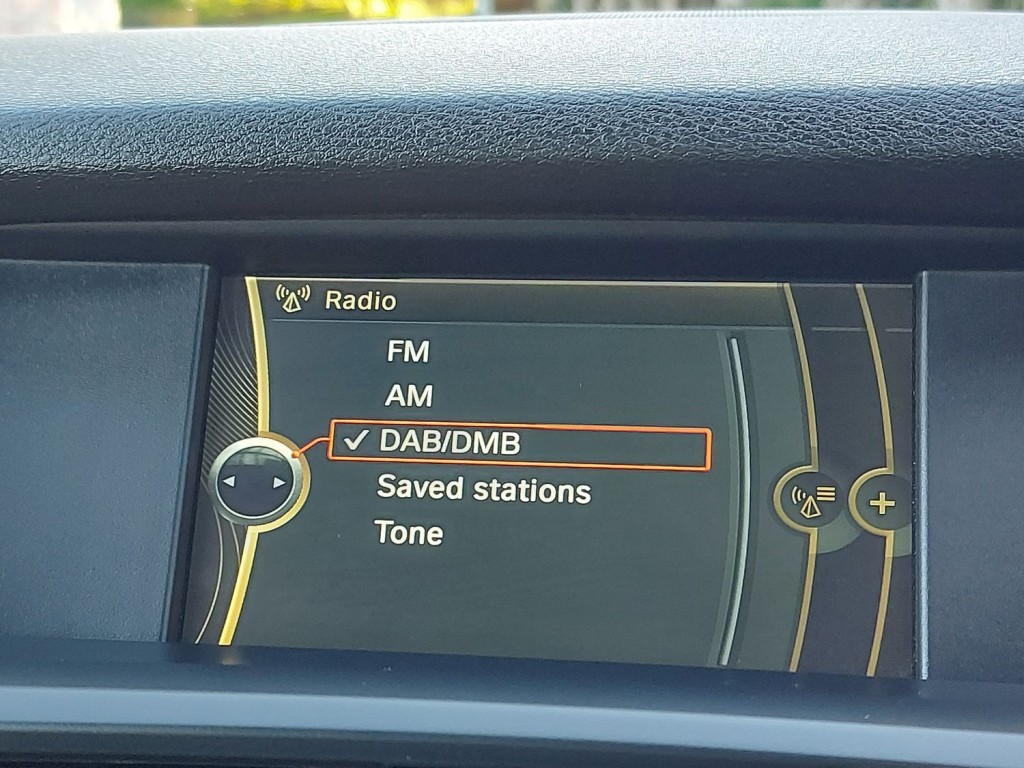 Radio
FM
AM
✓ DAB/DMB
Saved stations
Tone